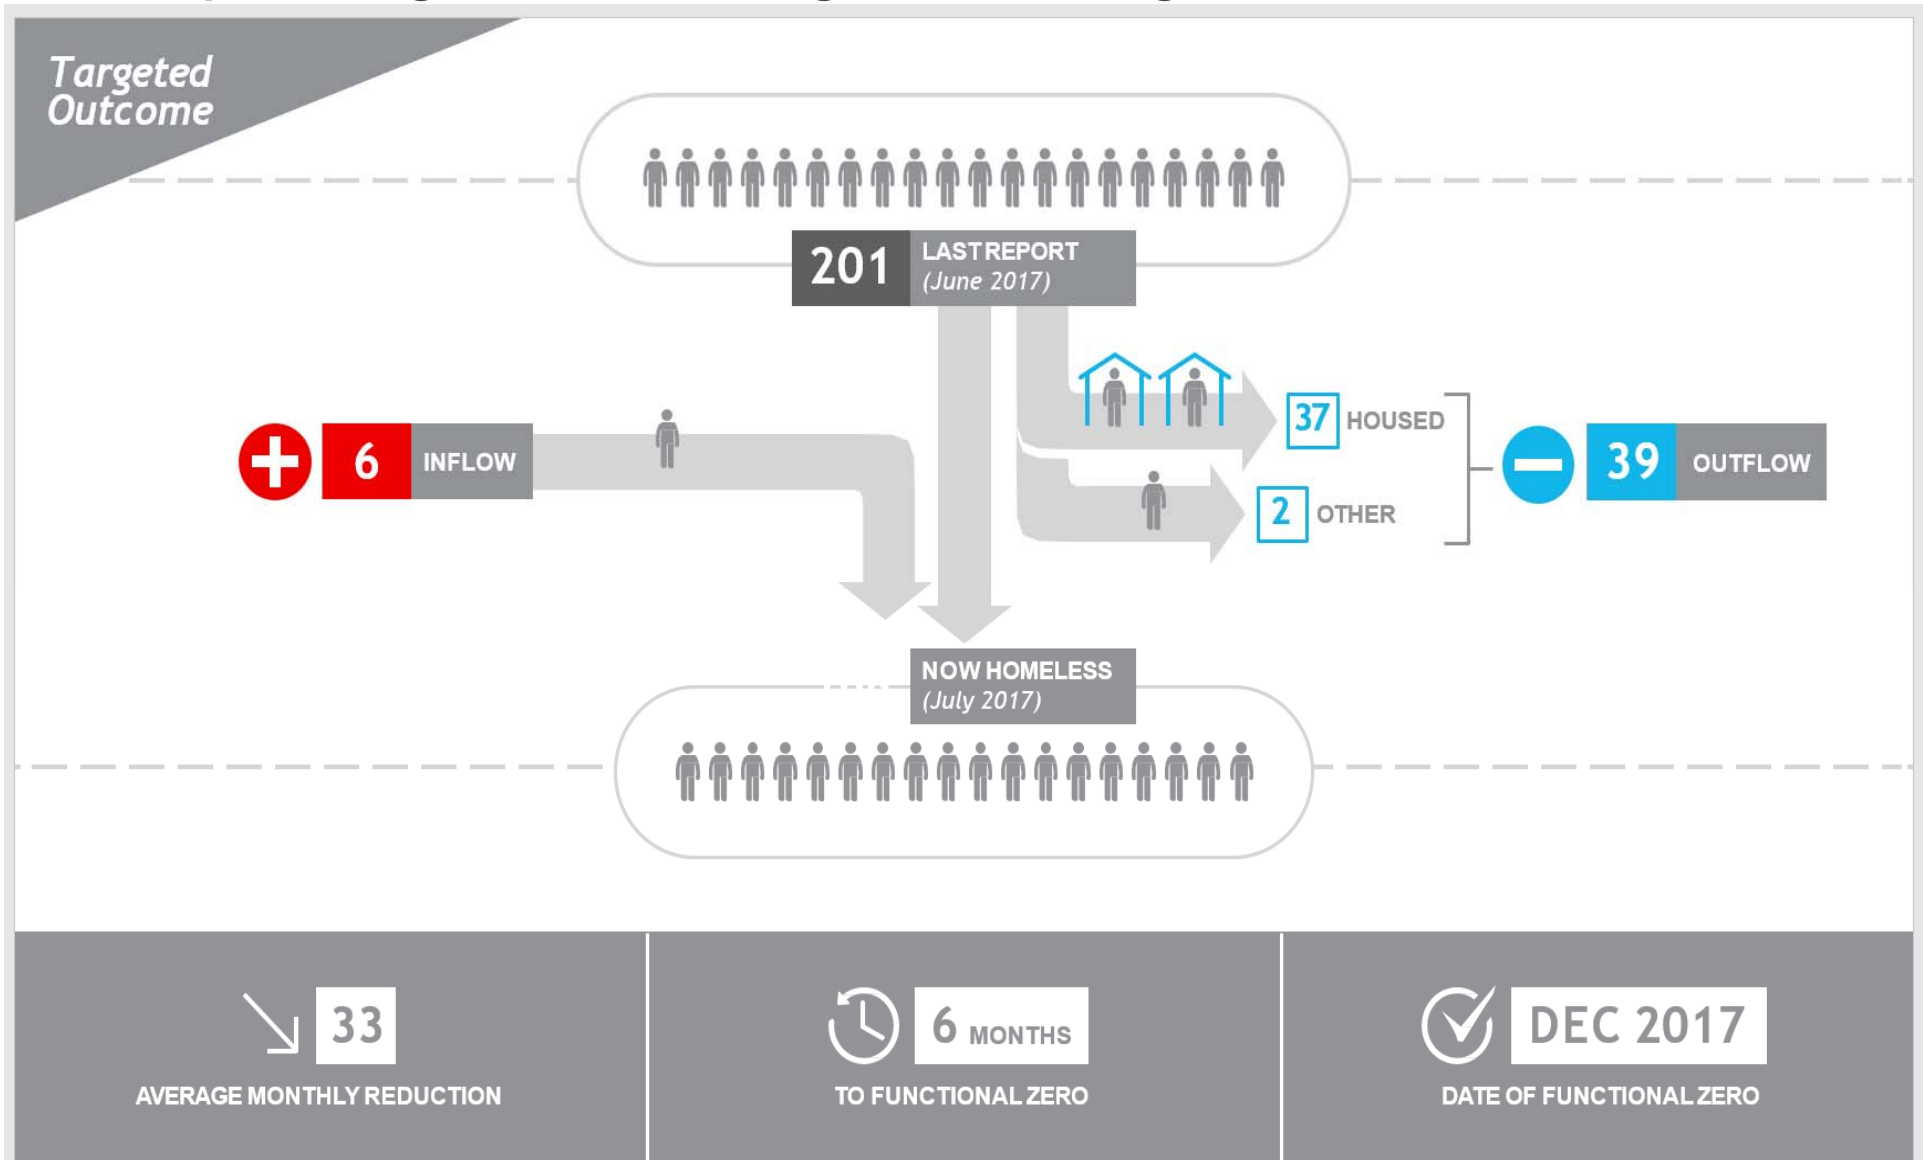 Targeted
Outcome
201
LAST REPORT
(June 2017)
37 HOUSED
6 INFLOW
39 OUTFLOW
2 OTHER
NOW HOMELESS
(July 2017)
33
AVERAGE MONTHLY REDUCTION
6 MONTHS
TO FUNCTIONAL ZERO
DEC 2017
DATE OF FUNCTIONAL ZERO